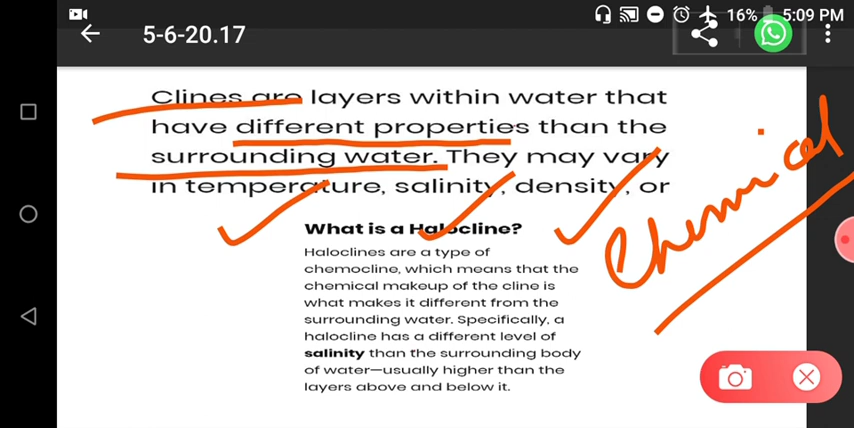 16% 5:09 PM
5-6-20.17
Clines are layers within water that
have different properties than the
surrounding water. They may vary
in temperature, salinity, density, or
Chemical
What is a Halocline?
Haloclines are a type of
chemocline, which means that the
chemical makeup of the cline is
what makes it different from the
surrounding water. Specifically, a
halocline has a different level of
salinity than the surrounding body
of water—usually higher than the
layers above and below it.